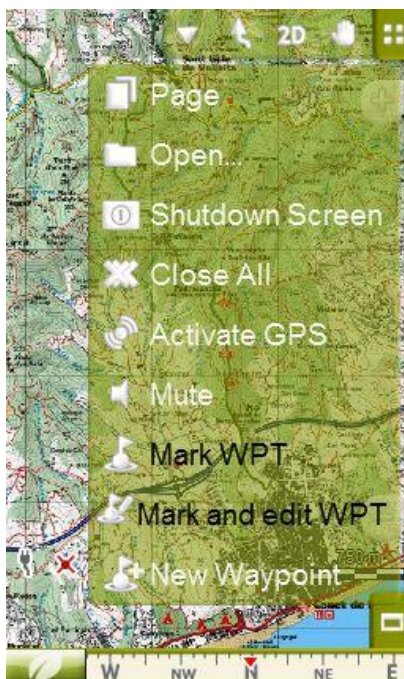 2D
Page
Open...
Shutdown Screen
Close All
Activate GPS
Mute
Mark WPT
Mark and edit WPT
750 m
New Waypoint
W NW N NE E